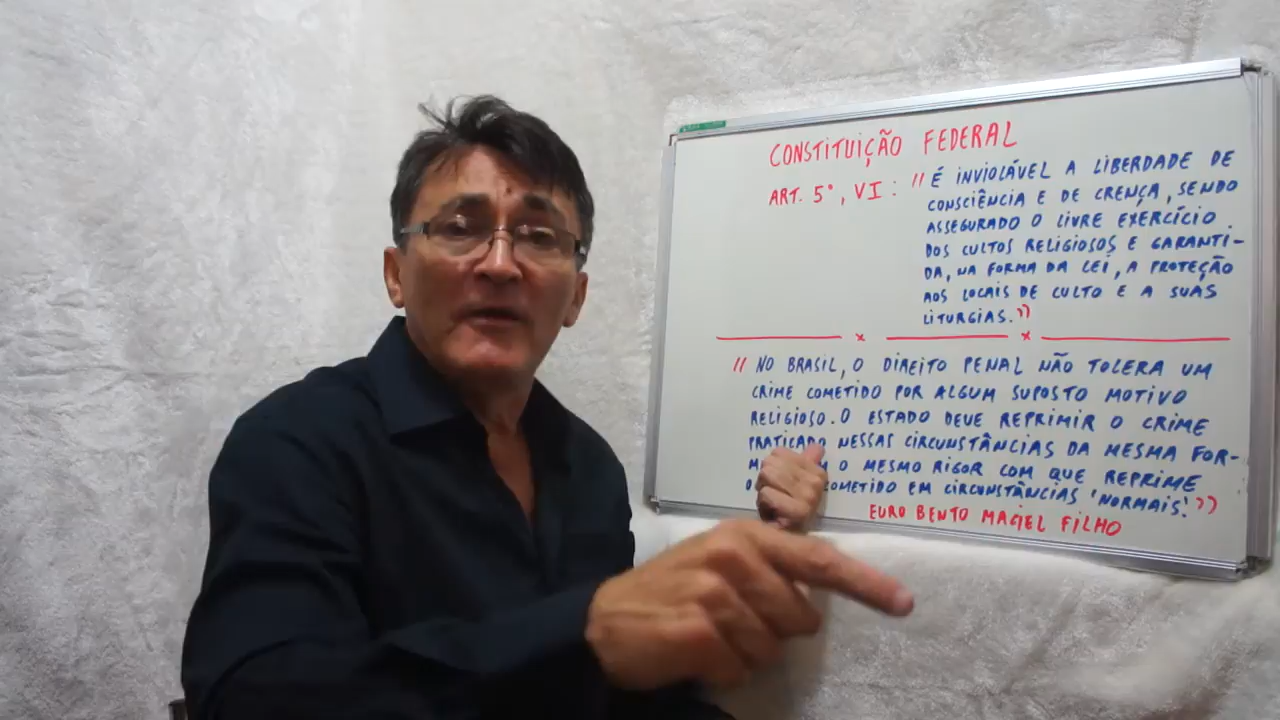 CONSTITUIÇÃO FEDERAL
ART. 5º, VI : "É INVIOLÁVEL A LIBERDADE DE
CONSCIÊNCIA E DE CRENÇA, SENDO
ASSEGURADO O LIVRE EXERCÍCIO
DOS CULTOS RELIGIOSOS E GARANTI-
DA, NA FORMA DA LEI, A PROTEÇÃO
AOS LOCAIS DE CULTO E A SUAS
LITURGIAS."
"NO BRASIL, O DIREITO PENAL NÃO TOLERA UM
CRIME COMETIDO POR ALGUM SUPOSTO MOTIVO
RELIGIOSO. O ESTADO DEVE REPRIMIR O CRIME
PRATICADO NESSAS CIRCUNSTÂNCIAS DA MESMA FOR-
O MESMO RIGOR COM QUE REPRIME
COMETIDO EM CIRCUNSTÂNCIAS 'NORMAIS'."
EURO BENTO MACIEL FILHO